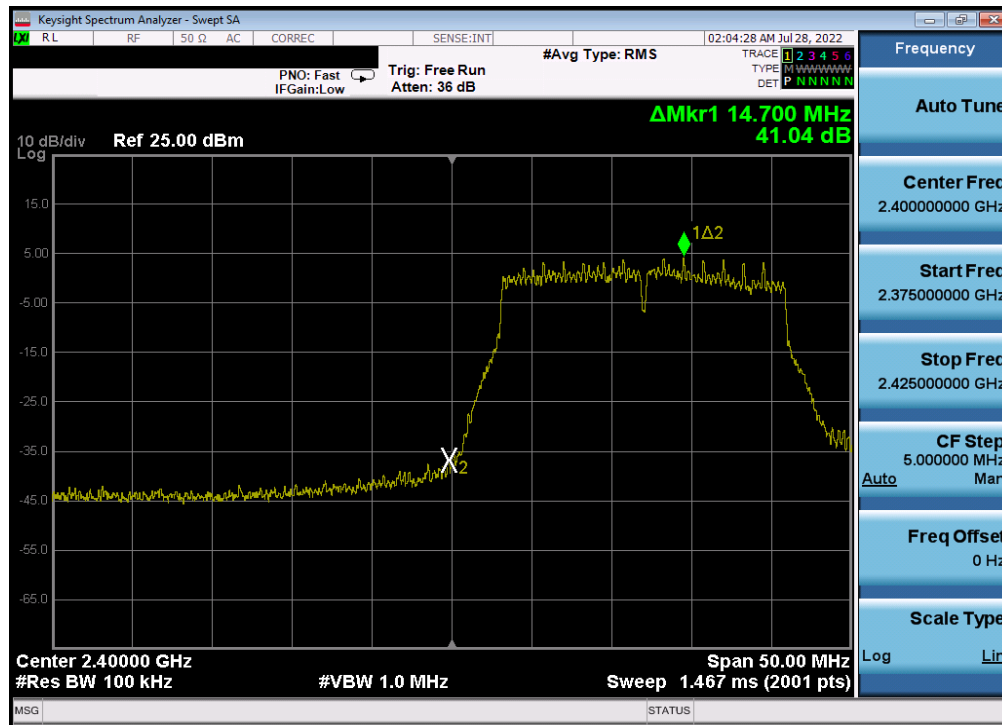 Keysight Spectrum Analyzer - Swept SA
LXI RL RF 50 Ω AC CORREC SENSE:INT 02:04:28 AM Jul 28, 2022
#Avg Type: RMS TRACE 1 2 3 4 5 6
PNO: Fast Trig: Free Run TYPE M WWWWW
IFGain:Low Atten: 36 dB DET P N N N N N
ΔMkr1 14.700 MHz
10 dB/div Ref 25.00 dBm 41.04 dB
Log
15.0
1Δ2
5.00
-5.00
-15.0
-25.0
-35.0
X2
-45.0
-55.0
-65.0
Center 2.40000 GHz Span 50.00 MHz
#Res BW 100 kHz #VBW 1.0 MHz Sweep 1.467 ms (2001 pts)
MSG STATUS
Frequency
Auto Tune
Center Freq
2.400000000 GHz
Start Freq
2.375000000 GHz
Stop Freq
2.425000000 GHz
CF Step
5.000000 MHz
Auto Man
Freq Offset
0 Hz
Scale Type
Log Lin